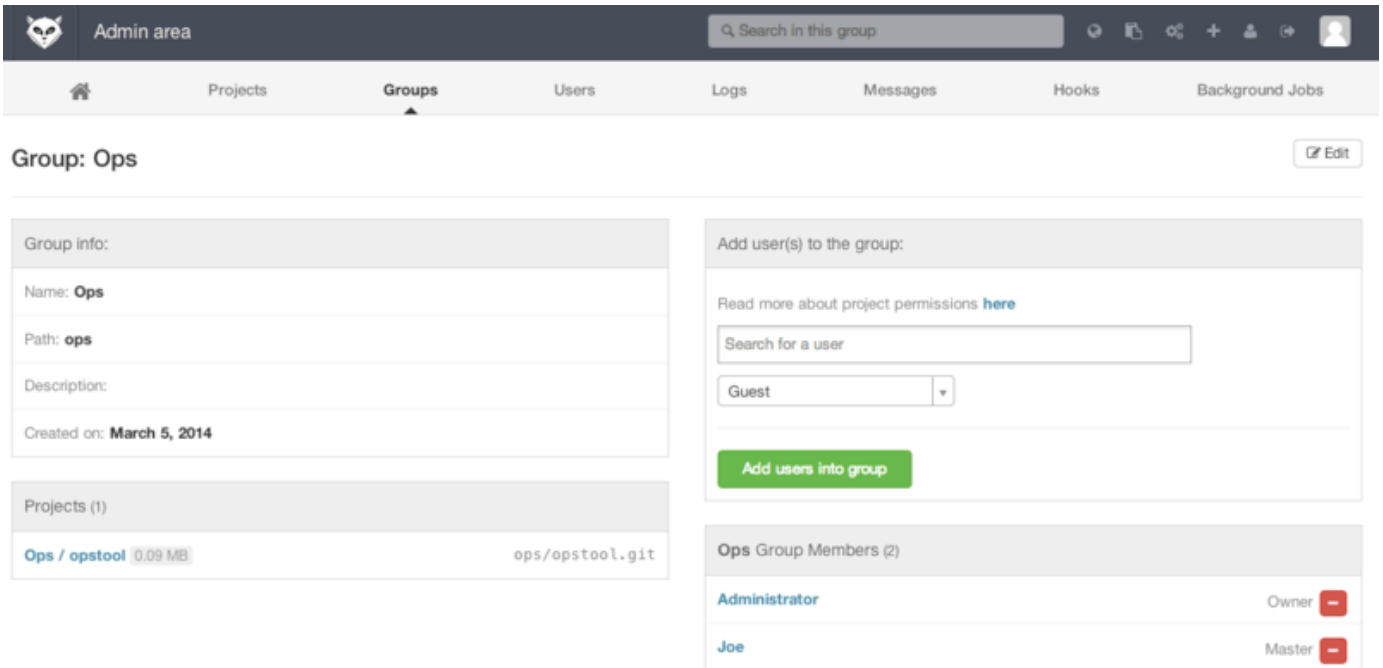 Admin area
Search in this group
Projects Groups Users Logs Messages Hooks Background Jobs
Group: Ops
Edit
Group info:
Name: Ops
Path: ops
Description:
Created on: March 5, 2014
Projects (1)
Ops / opstool 0.09 MB ops/opstool.git
Add user(s) to the group:
Read more about project permissions here
Search for a user
Guest
Add users into group
Ops Group Members (2)
Administrator Owner
Joe Master